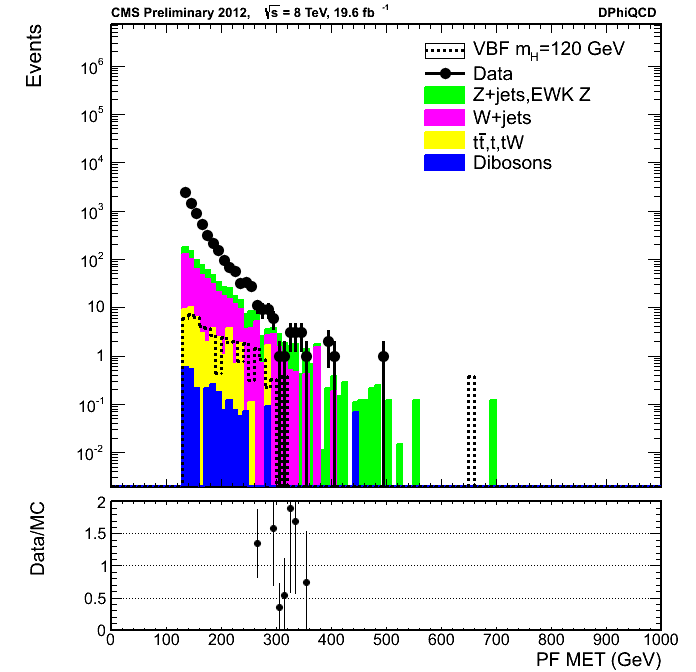 CMS Preliminary 2012, √s = 8 TeV, 19.6 fb⁻¹ DPhiQCD
Events
VBF m_H=120 GeV
Data
Z+jets,EWK Z
W+jets
tt̅,t,tW
Dibosons
10⁶
10⁵
10⁴
10³
10²
10
1
10⁻¹
10⁻²
Data/MC
2
1.5
1
0.5
0
0 100 200 300 400 500 600 700 800 900 1000
PF MET (GeV)